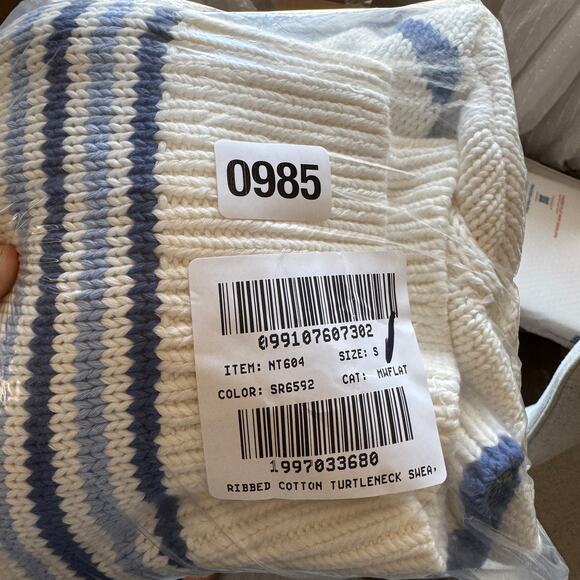 0985
099107607302
ITEM: NT604 SIZE: S
COLOR: SR6592 CAT: MWFLAT
1997033680
RIBBED COTTON TURTLENECK SWEA,